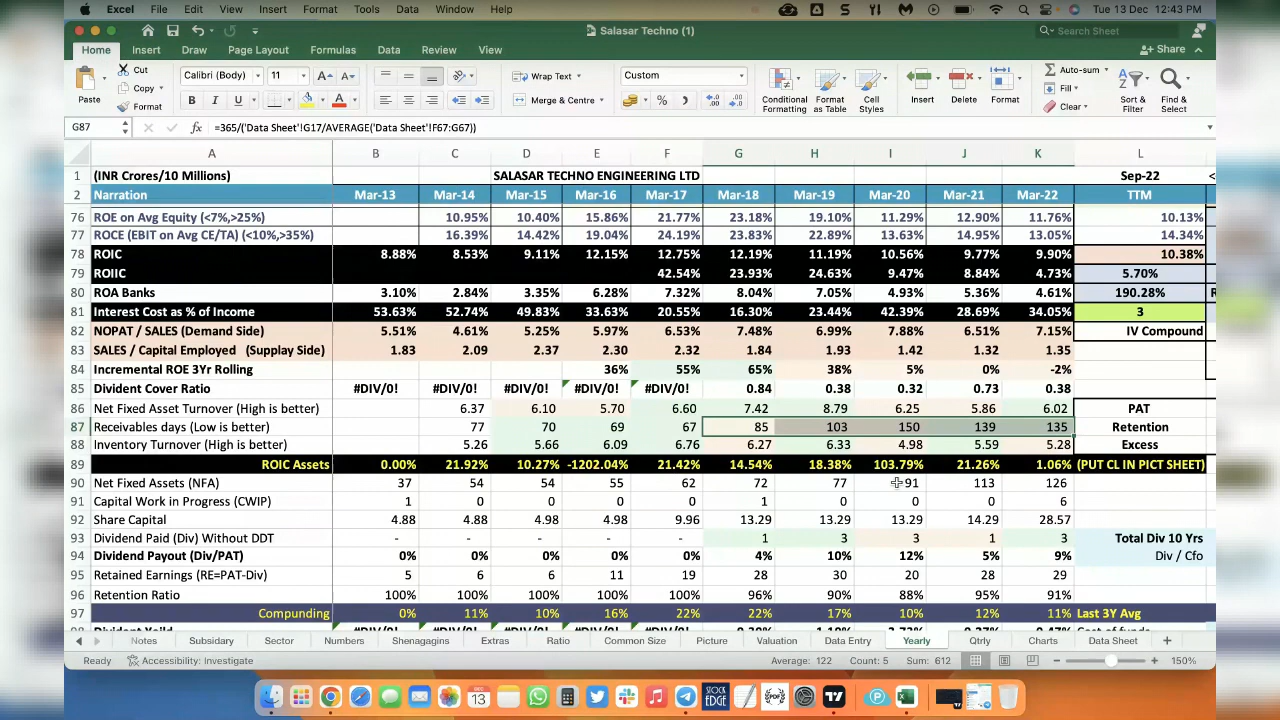 Excel File Edit View Insert Format Tools Data Window Help Tue 13 Dec 12:43 PM
Salasar Techno (1) Search Sheet
Home Insert Draw Page Layout Formulas Data Review View Share
Paste Cut Copy Format Calibri (Body) 11 Wrap Text Merge & Centre Custom Conditional Formatting Format as Table Cell Styles Insert Delete Format Auto-sum Fill Clear Sort & Filter Find & Select
G87 fx =365/('Data Sheet'!G17/AVERAGE('Data Sheet'!F67:G67))
A B C D E F G H I J K L
1 (INR Crores/10 Millions) SALASAR TECHNO ENGINEERING LTD Sep-22
2 Narration Mar-13 Mar-14 Mar-15 Mar-16 Mar-17 Mar-18 Mar-19 Mar-20 Mar-21 Mar-22 TTM
76 ROE on Avg Equity (<7%,>25%) 10.95% 10.40% 15.86% 21.77% 23.18% 19.10% 11.29% 12.90% 11.76% 10.13%
77 ROCE (EBIT on Avg CE/TA) (<10%,>35%) 16.39% 14.42% 19.04% 24.19% 23.83% 22.89% 13.63% 14.95% 13.05% 14.34%
78 ROIC 8.88% 8.53% 9.11% 12.15% 12.75% 12.19% 11.19% 10.56% 9.77% 9.90% 10.38%
79 ROIIC 42.54% 23.93% 24.63% 9.47% 8.84% 4.73% 5.70%
80 ROA Banks 3.10% 2.84% 3.35% 6.28% 7.32% 8.04% 7.05% 4.93% 5.36% 4.61% 190.28%
81 Interest Cost as % of Income 53.63% 52.74% 49.83% 33.63% 20.55% 16.30% 23.44% 42.39% 28.69% 34.05% 3
82 NOPAT / SALES (Demand Side) 5.51% 4.61% 5.25% 5.97% 6.53% 7.48% 6.99% 7.88% 6.51% 7.15% IV Compound
83 SALES / Capital Employed (Supplay Side) 1.83 2.09 2.37 2.30 2.32 1.84 1.93 1.42 1.32 1.35
84 Incremental ROE 3Yr Rolling 36% 55% 65% 38% 5% 0% -2%
85 Divident Cover Ratio #DIV/0! #DIV/0! #DIV/0! #DIV/0! #DIV/0! 0.84 0.38 0.32 0.73 0.38
86 Net Fixed Asset Turnover (High is better) 6.37 6.10 5.70 6.60 7.42 8.79 6.25 5.86 6.02 PAT
87 Receivables days (Low is better) 77 70 69 67 85 103 150 139 135 Retention
88 Inventory Turnover (High is better) 5.26 5.66 6.09 6.76 6.27 6.33 4.98 5.59 5.28 Excess
89 ROIC Assets 0.00% 21.92% 10.27% -1202.04% 21.42% 14.54% 18.38% 103.79% 21.26% 1.06% (PUT CL IN PICT SHEET)
90 Net Fixed Assets (NFA) 37 54 54 55 62 72 77 91 113 126
91 Capital Work in Progress (CWIP) 1 0 0 0 0 1 0 0 0 6
92 Share Capital 4.88 4.88 4.98 4.98 9.96 13.29 13.29 13.29 14.29 28.57
93 Dividend Paid (Div) Without DDT - - - - - 1 3 3 1 3 Total Div 10 Yrs
94 Dividend Payout (Div/PAT) 0% 0% 0% 0% 0% 4% 10% 12% 5% 9% Div / Cfo
95 Retained Earnings (RE=PAT-Div) 5 6 6 11 19 28 30 20 28 29
96 Retention Ratio 100% 100% 100% 100% 100% 96% 90% 88% 95% 91%
97 Compunding 0% 11% 10% 16% 22% 22% 17% 10% 12% 11% Last 3Y Avg
Notes Subsidary Sector Numbers Shenapagins Extras Ratio Common Size Picture Valuation Data Entry Yearly Qtrly Charts Data Sheet +
Ready Accessibility: Investigate Average: 122 Count: 5 Sum: 612 150%
DEC 13 STOCK EDGE